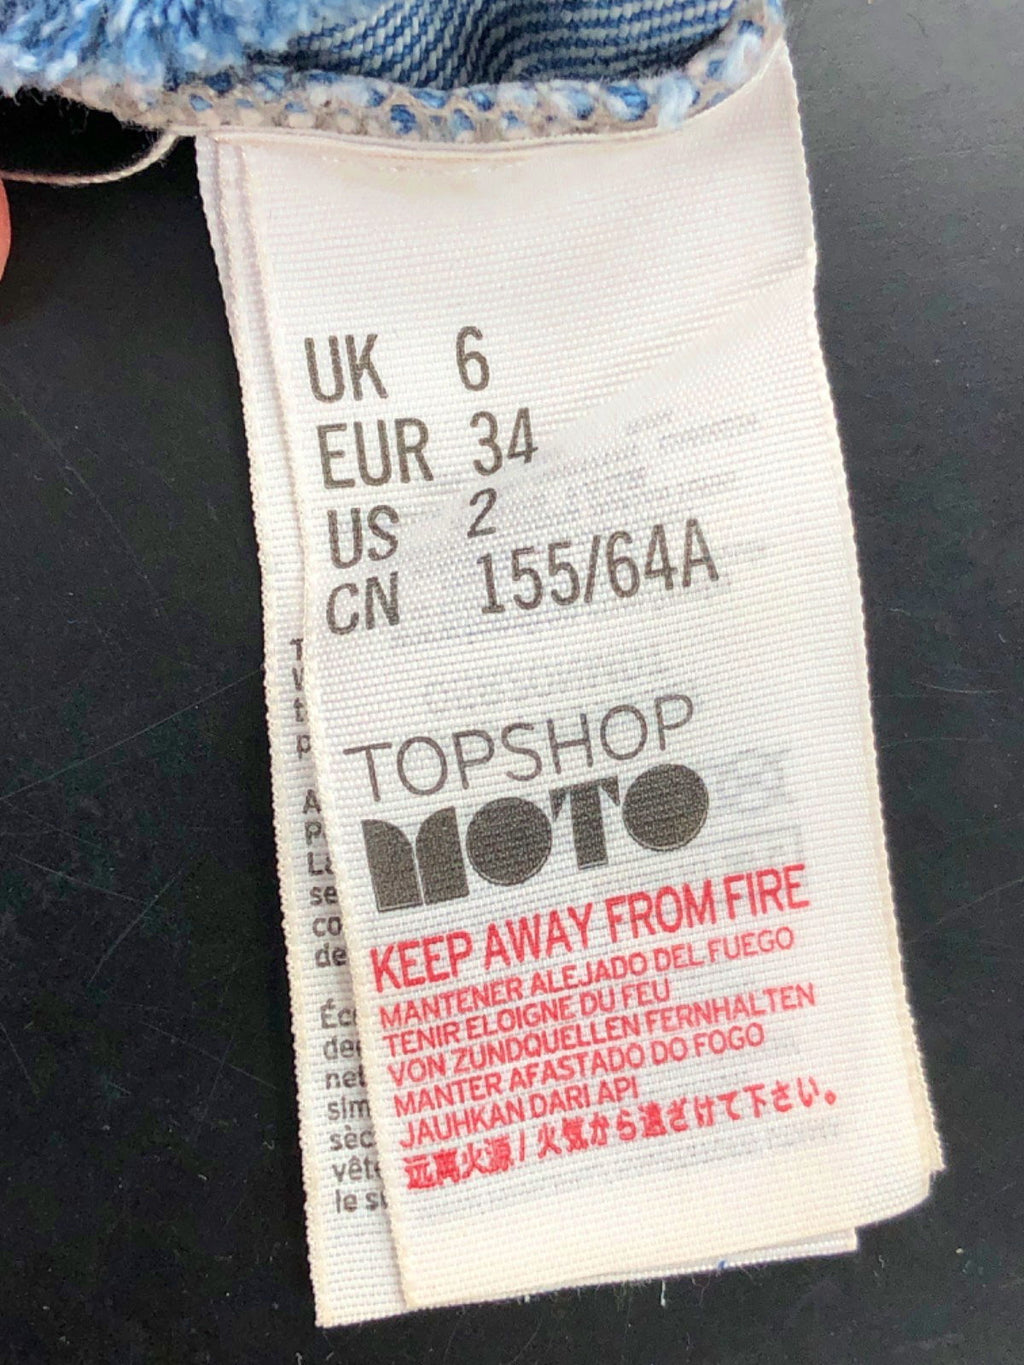 UK 6
EUR 34
US 2
CN 155/64A
TOPSHOP
MOTO
KEEP AWAY FROM FIRE
MANTENER ALEJADO DEL FUEGO
TENIR ELOIGNE DU FEU
VON ZUNDQUELLEN FERNHALTEN
MANTER AFASTADO DO FOGO
JAUHKAN DARI API
远离火源 / 火気から遠ざけて下さい。